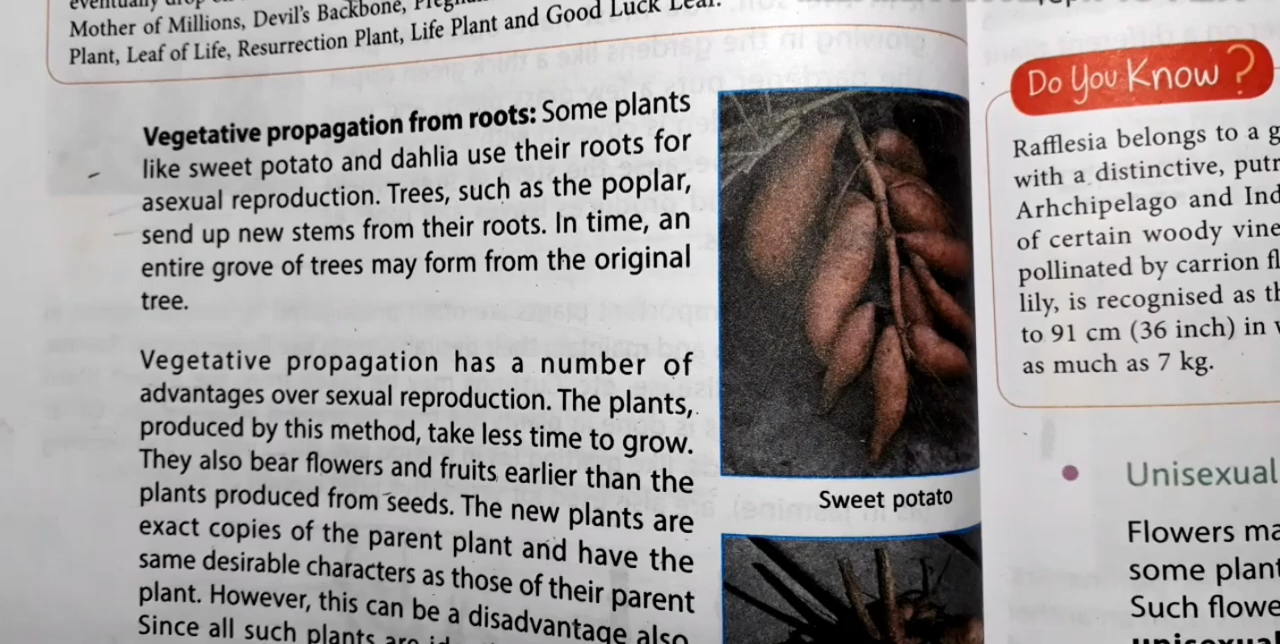 Mother of Millions, Devil's Backbone,
Plant, Leaf of Life, Resurrection Plant, Life Plant and Good Luck Leaf.
Vegetative propagation from roots: Some plants
like sweet potato and dahlia use their roots for
asexual reproduction. Trees, such as the poplar,
send up new stems from their roots. In time, an
entire grove of trees may form from the original
tree.
Vegetative propagation has a number of
advantages over sexual reproduction. The plants,
produced by this method, take less time to grow.
They also bear flowers and fruits earlier than the
plants produced from seeds. The new plants are
exact copies of the parent plant and have the
same desirable characters as those of their parent
plant. However, this can be a disadvantage also
Since all such plants are
Sweet potato
Do You Know ?
Rafflesia belongs to a
with a distinctive,
Arhchipelago and
of certain woody
pollinated by carrion
lily, is recognised as
to 91 cm (36 inch) in
as much as 7 kg.
• Unisexual
Flowers
some
Such